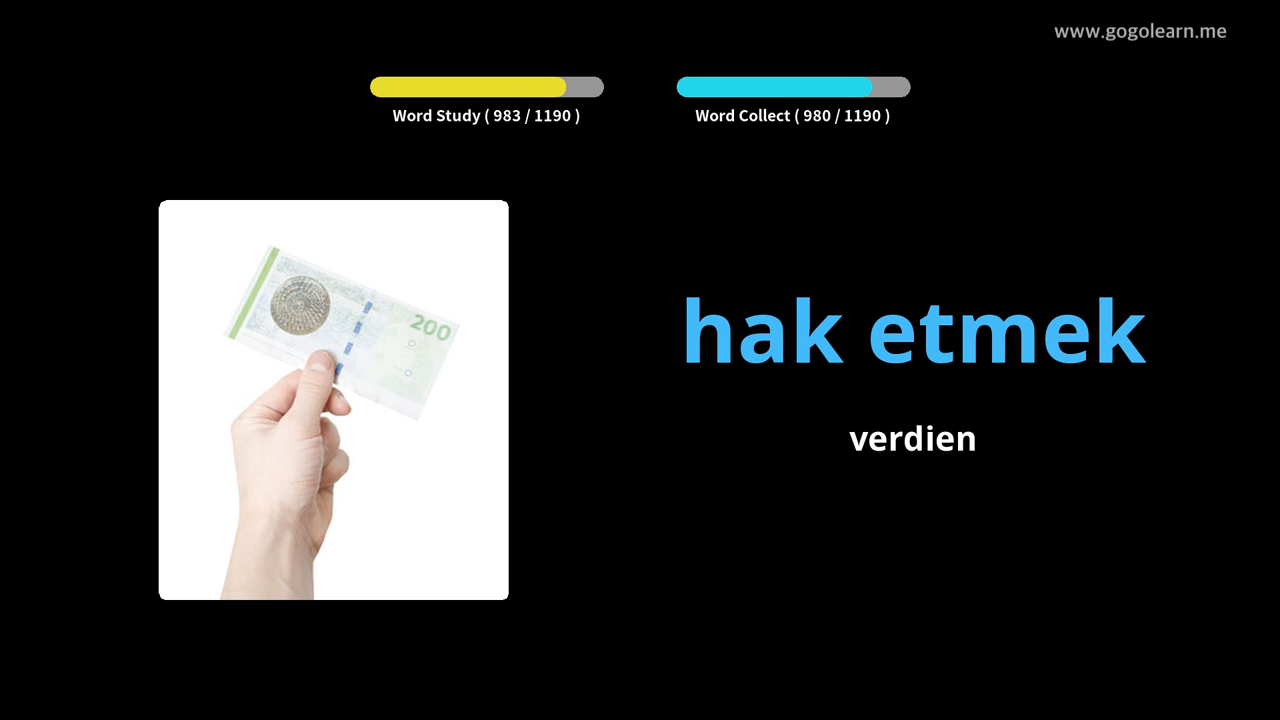 www.gogolearn.me
Word Study ( 983 / 1190 )
Word Collect ( 980 / 1190 )
200
hak etmek
verdien